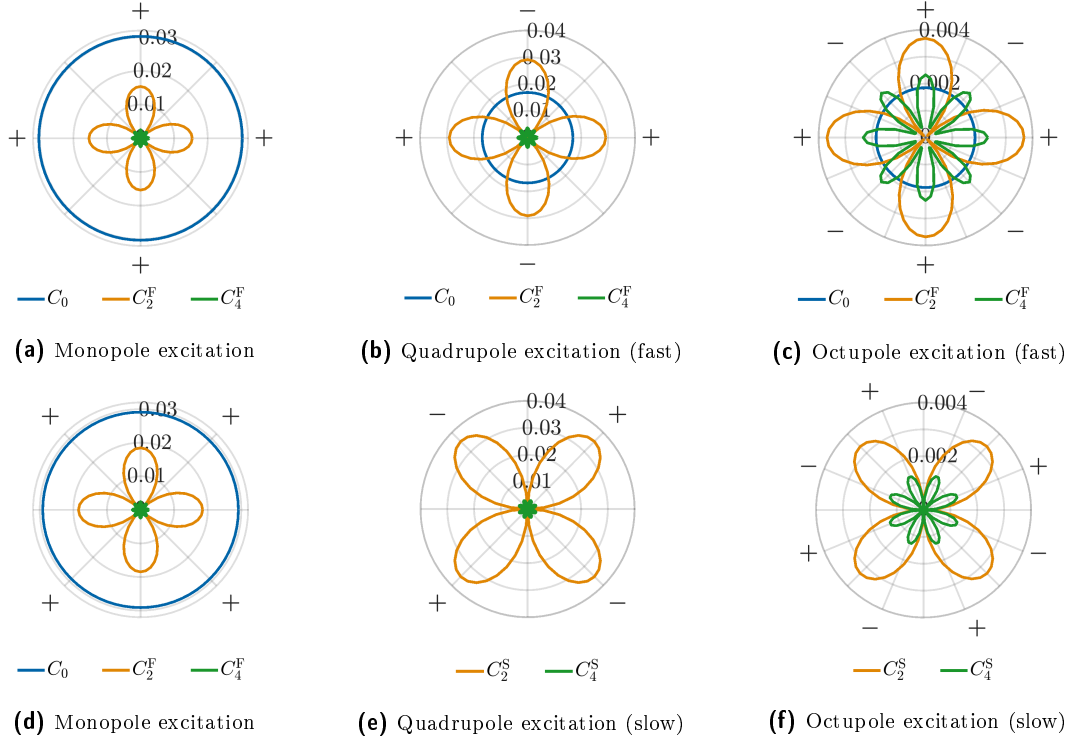 + − +
0.03 0.04 − 0.004 −
0.02 0.03
0.01 0.02 0.002
0.01
+ + + + + 0 +
− −
+ − +
C₀ C₂ᶠ C₄ᶠ
C₀ C₂ᶠ C₄ᶠ
C₀ C₂ᶠ C₄ᶠ
(a) Monopole excitation
(b) Quadrupole excitation (fast)
(c) Octupole excitation (fast)
+ −
+ + − + 
0.03 0.04 0.004
0.02 0.03 − +
0.01 0.02 0.002
0.01
+ −
+ + + −
− +
C₀ C₂ᶠ C₄ᶠ
C₂ˢ C₄ˢ
C₂ˢ C₄ˢ
(d) Monopole excitation
(e) Quadrupole excitation (slow)
(f) Octupole excitation (slow)